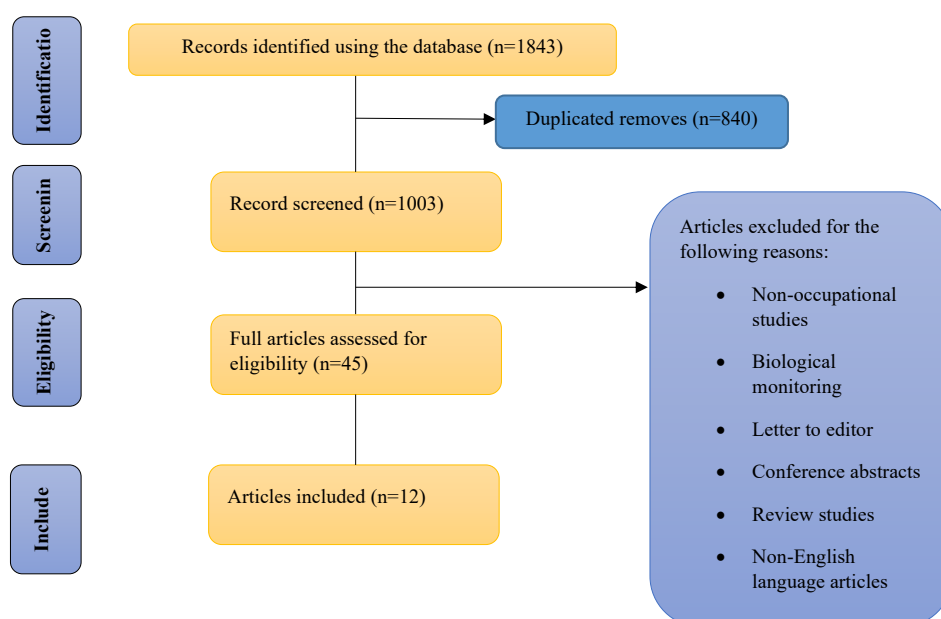 Identificatio
Records identified using the database (n=1843)
Duplicated removes (n=840)
Screenin
Record screened (n=1003)
Articles excluded for the
following reasons:
• Non-occupational
studies
• Biological
monitoring
• Letter to editor
• Conference abstracts
• Review studies
• Non-English
language articles
Eligibility
Full articles assessed for
eligibility (n=45)
Include
Articles included (n=12)